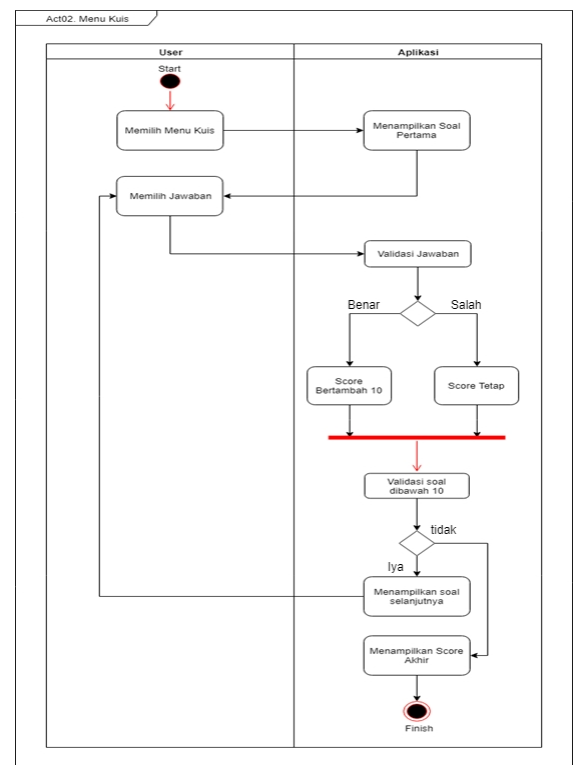 Act02. Menu Kuis
User
Aplikasi
Start
Memilih Menu Kuis
Menampilkan Soal
Pertama
Memilih Jawaban
Validasi Jawaban
Benar
Salah
Score
Bertambah 10
Score Tetap
Validasi soal
dibawah 10
tidak
Iya
Menampilkan soal
selanjutnya
Menampilkan Score
Akhir
Finish